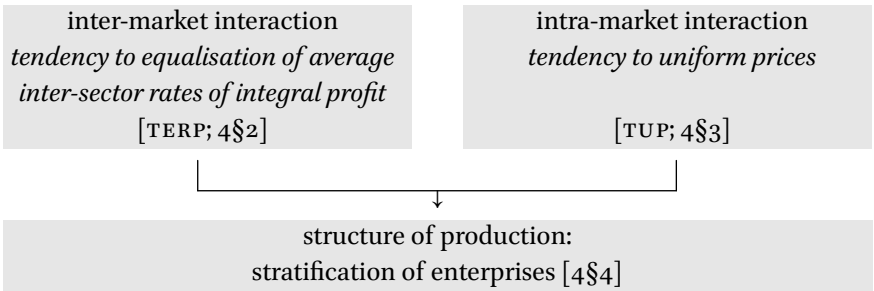 inter-market interaction
tendency to equalisation of average
inter-sector rates of integral profit
[TERP; 4§2]
intra-market interaction
tendency to uniform prices
[TUP; 4§3]
structure of production:
stratification of enterprises [4§4]